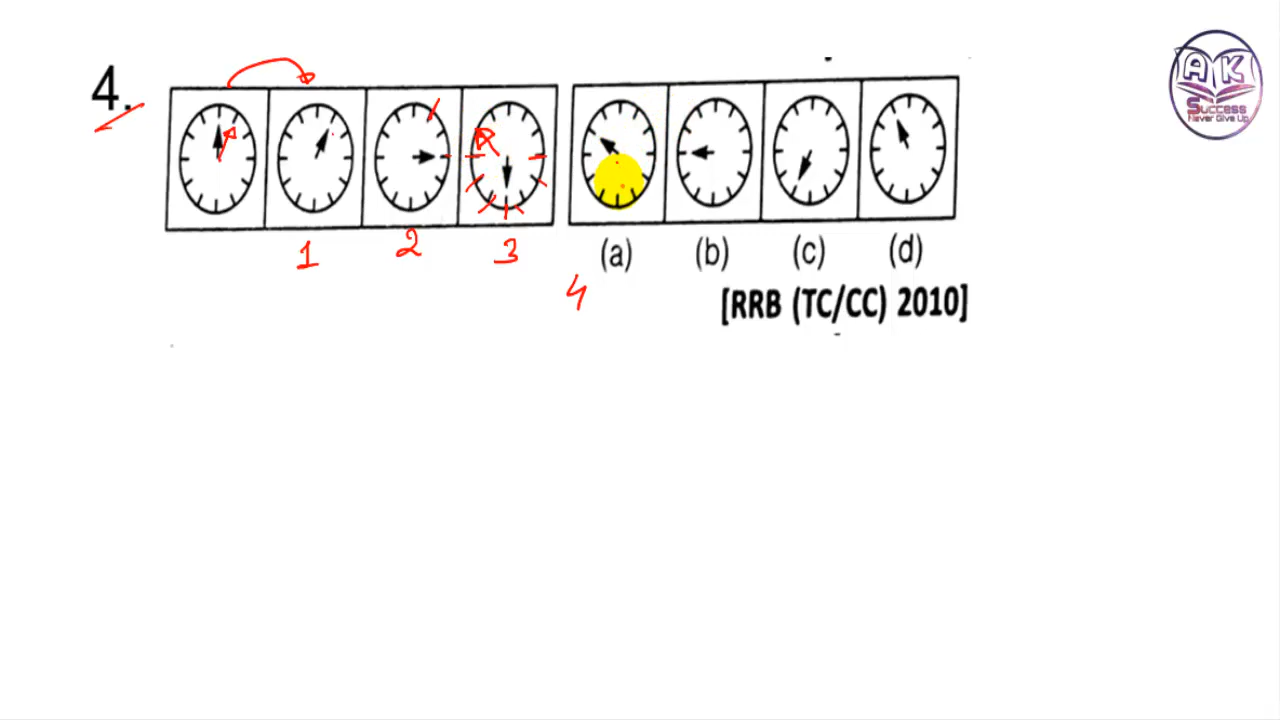 AK
Success
Never Give Up
4.
1 2 3
(a) (b) (c) (d)
4
[RRB (TC/CC) 2010]